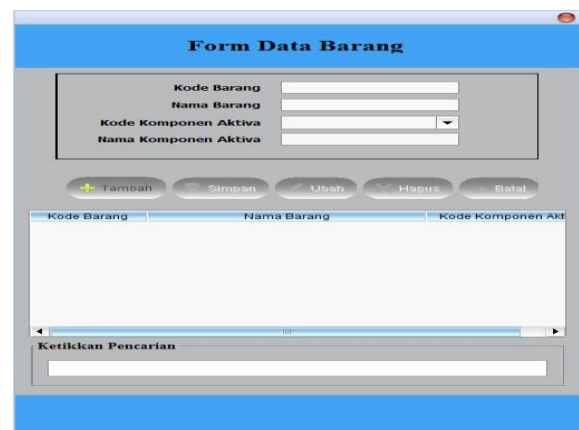 Form Data Barang
Kode Barang
Nama Barang
Kode Komponen Aktiva
Nama Komponen Aktiva
Tambah Simpan Ubah Hapus Batal
Kode Barang Nama Barang Kode Komponen Akt
Ketikkan Pencarian